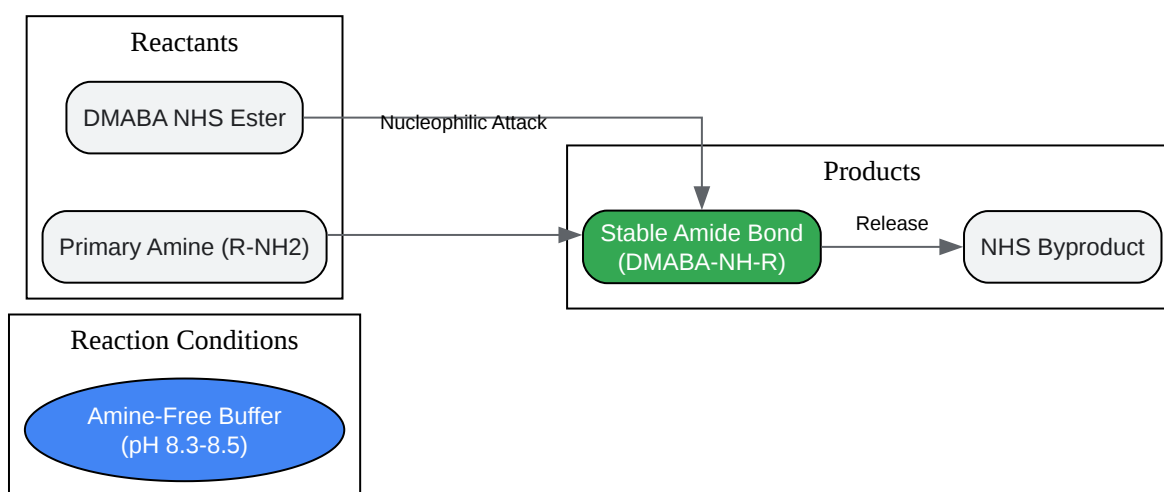 Reactants
DMABA NHS Ester
Nucleophilic Attack
Primary Amine (R-NH2)
Products
Stable Amide Bond
(DMABA-NH-R)
Release
NHS Byproduct
Reaction Conditions
Amine-Free Buffer
(pH 8.3-8.5)